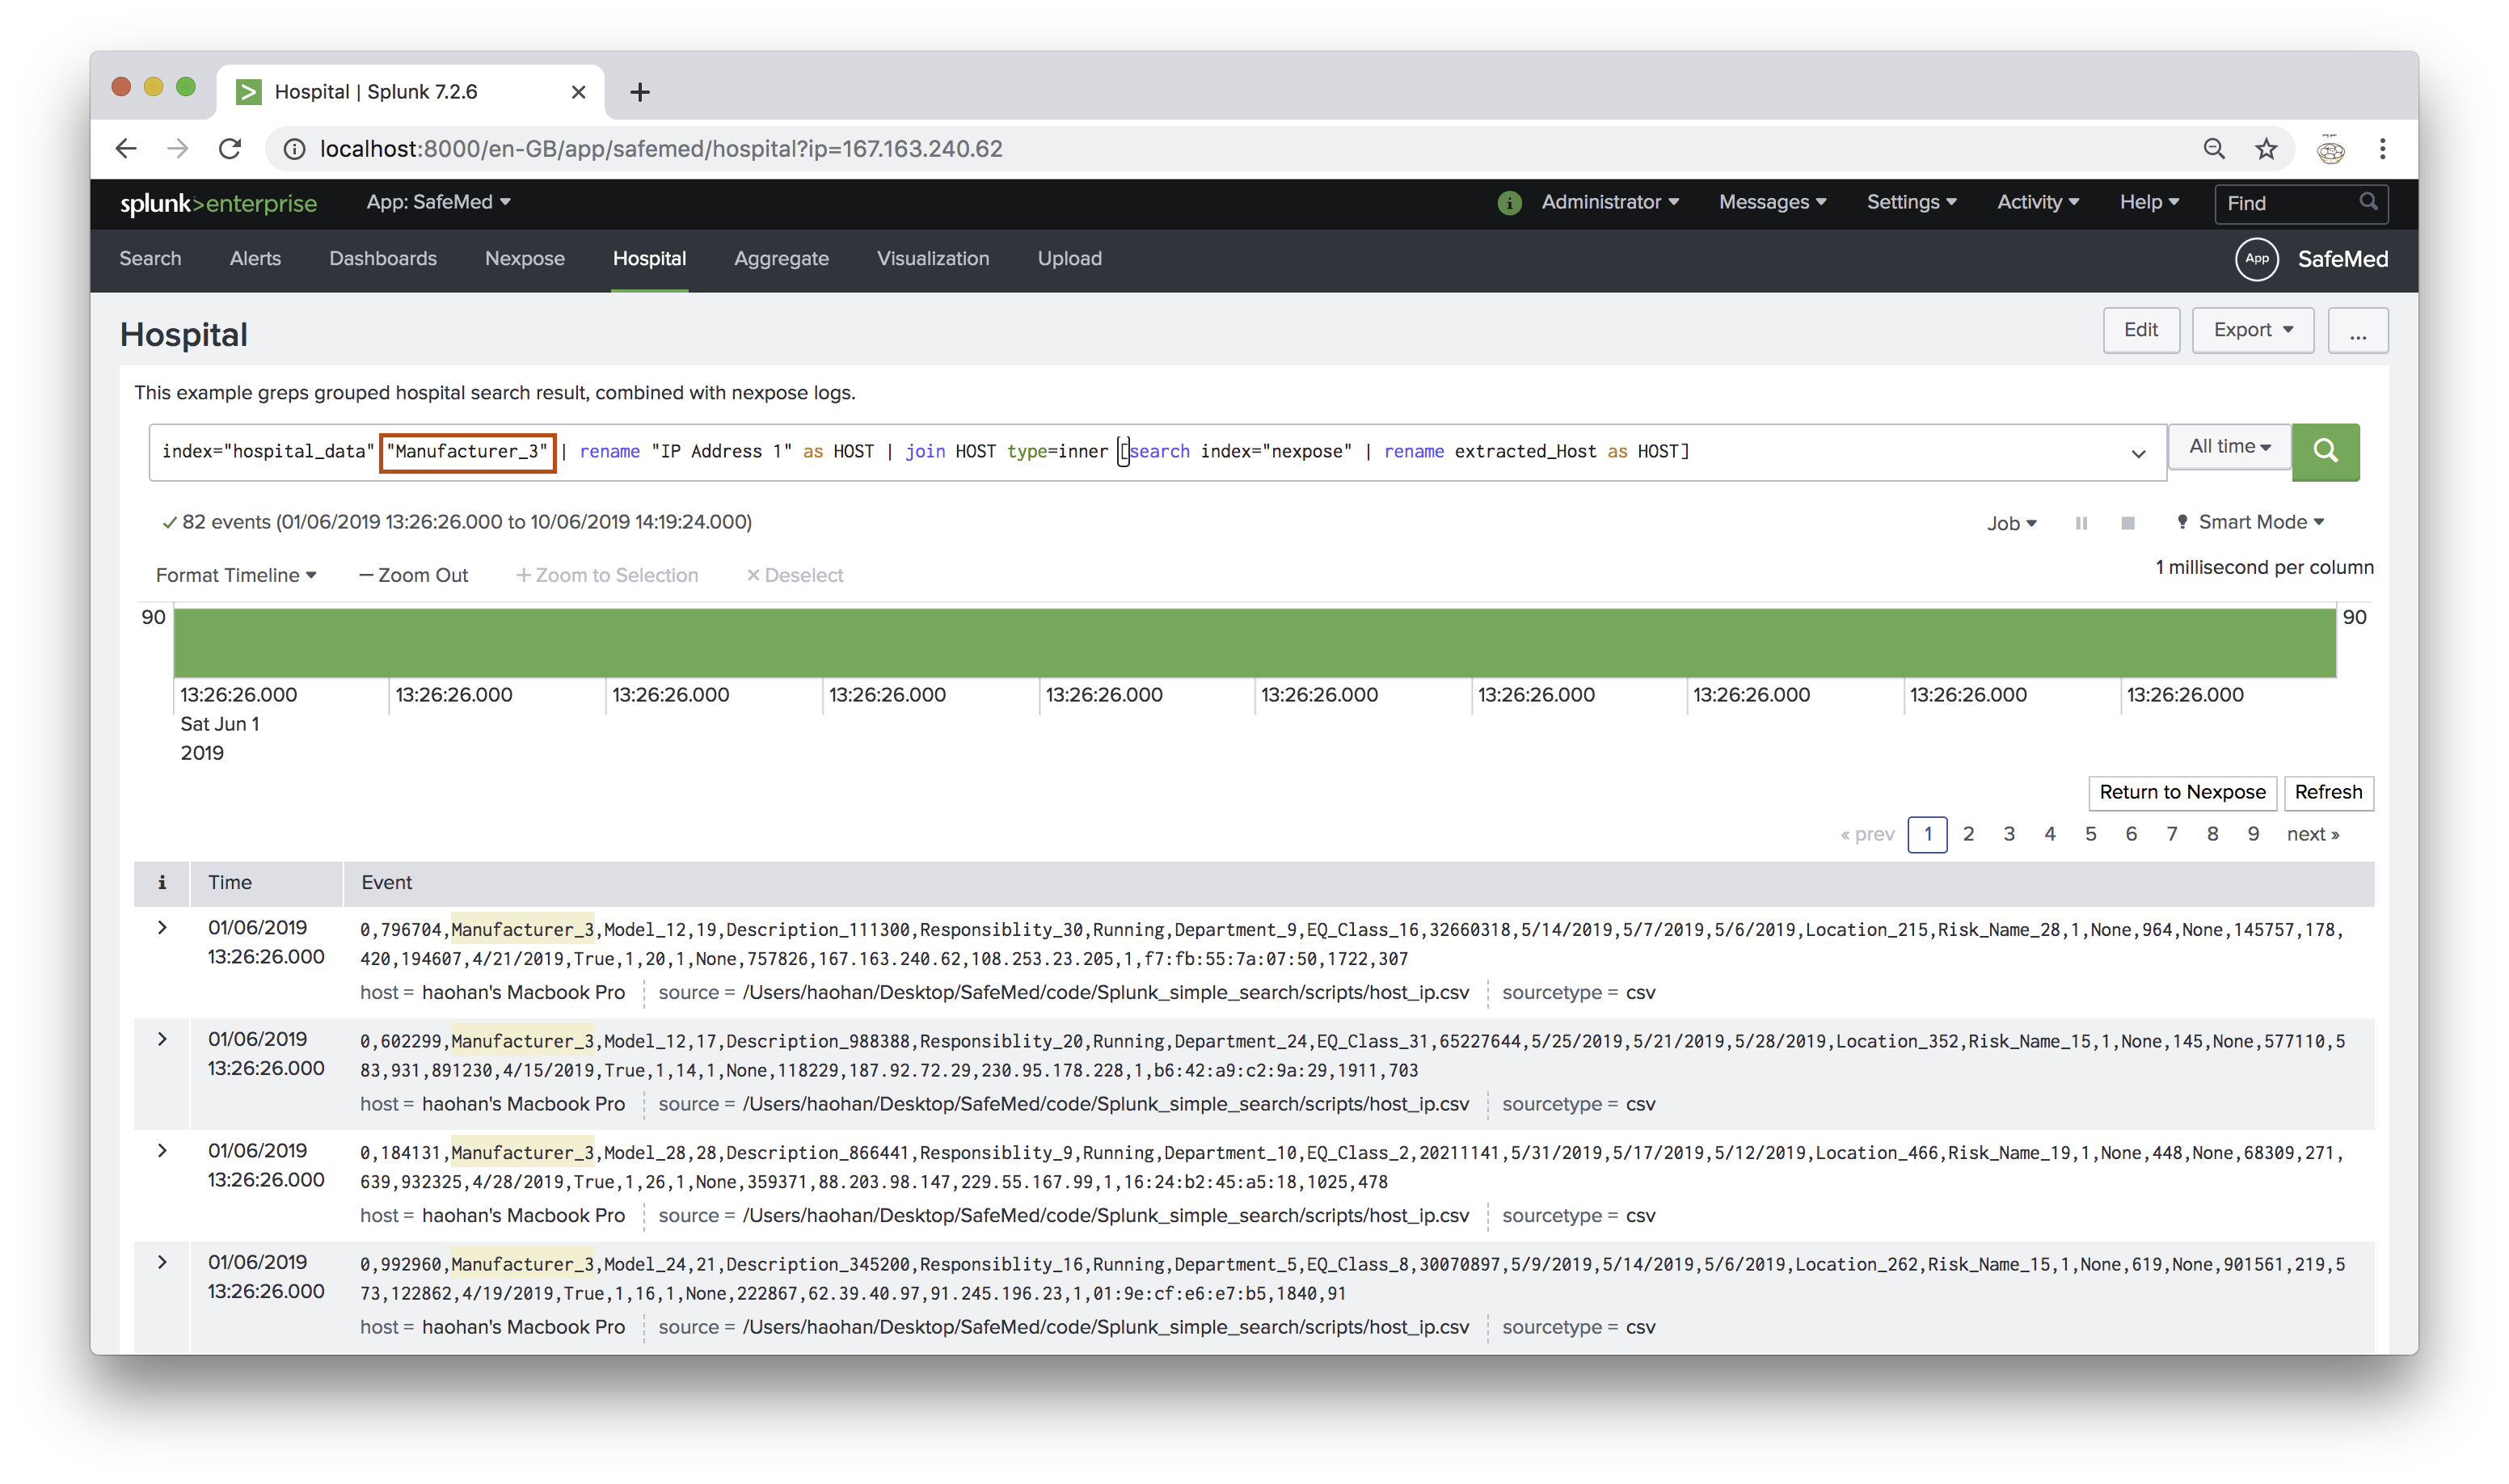 Hospital | Splunk 7.2.6
localhost:8000/en-GB/app/safemed/hospital?ip=167.163.240.62
splunk>enterprise App: SafeMed i Administrator Messages Settings Activity Help Find
Search Alerts Dashboards Nexpose Hospital Aggregate Visualization Upload App SafeMed
Hospital Edit Export ...
This example greps grouped hospital search result, combined with nexpose logs.
index="hospital_data" "Manufacturer_3" | rename "IP Address 1" as HOST | join HOST type=inner [search index="nexpose" | rename extracted_Host as HOST] All time
82 events (01/06/2019 13:26:26.000 to 10/06/2019 14:19:24.000) Job Smart Mode
Format Timeline — Zoom Out + Zoom to Selection × Deselect 1 millisecond per column
90 90
13:26:26.000 13:26:26.000 13:26:26.000 13:26:26.000 13:26:26.000 13:26:26.000 13:26:26.000 13:26:26.000 13:26:26.000 13:26:26.000
Sat Jun 1
2019
Return to Nexpose Refresh
« prev 1 2 3 4 5 6 7 8 9 next »
i Time Event
01/06/2019 0,796704,Manufacturer_3,Model_12,19,Description_111300,Responsiblity_30,Running,Department_9,EQ_Class_16,32660318,5/14/2019,5/7/2019,5/6/2019,Location_215,Risk_Name_28,1,None,964,None,145757,178,
13:26:26.000 420,194607,4/21/2019,True,1,20,1,None,757826,167.163.240.62,108.253.23.205,1,f7:fb:55:7a:07:50,1722,307
host = haohan's Macbook Pro source = /Users/haohan/Desktop/SafeMed/code/Splunk_simple_search/scripts/host_ip.csv sourcetype = csv
01/06/2019 0,602299,Manufacturer_3,Model_12,17,Description_988388,Responsiblity_20,Running,Department_24,EQ_Class_31,65227644,5/25/2019,5/21/2019,5/28/2019,Location_352,Risk_Name_15,1,None,145,None,577110,5
13:26:26.000 83,931,891230,4/15/2019,True,1,14,1,None,118229,187.92.72.29,230.95.178.228,1,b6:42:a9:c2:9a:29,1911,703
host = haohan's Macbook Pro source = /Users/haohan/Desktop/SafeMed/code/Splunk_simple_search/scripts/host_ip.csv sourcetype = csv
01/06/2019 0,184131,Manufacturer_3,Model_28,28,Description_866441,Responsiblity_9,Running,Department_10,EQ_Class_2,20211141,5/31/2019,5/17/2019,5/12/2019,Location_466,Risk_Name_19,1,None,448,None,68309,271,
13:26:26.000 639,932325,4/28/2019,True,1,26,1,None,359371,88.203.98.147,229.55.167.99,1,16:24:b2:45:a5:18,1025,478
host = haohan's Macbook Pro source = /Users/haohan/Desktop/SafeMed/code/Splunk_simple_search/scripts/host_ip.csv sourcetype = csv
01/06/2019 0,992960,Manufacturer_3,Model_24,21,Description_345200,Responsiblity_16,Running,Department_5,EQ_Class_8,30070897,5/9/2019,5/14/2019,5/6/2019,Location_262,Risk_Name_15,1,None,619,None,901561,219,5
13:26:26.000 73,122862,4/19/2019,True,1,16,1,None,222867,62.39.40.97,91.245.196.23,1,01:9e:cf:e6:e7:b5,1840,91
host = haohan's Macbook Pro source = /Users/haohan/Desktop/SafeMed/code/Splunk_simple_search/scripts/host_ip.csv sourcetype = csv